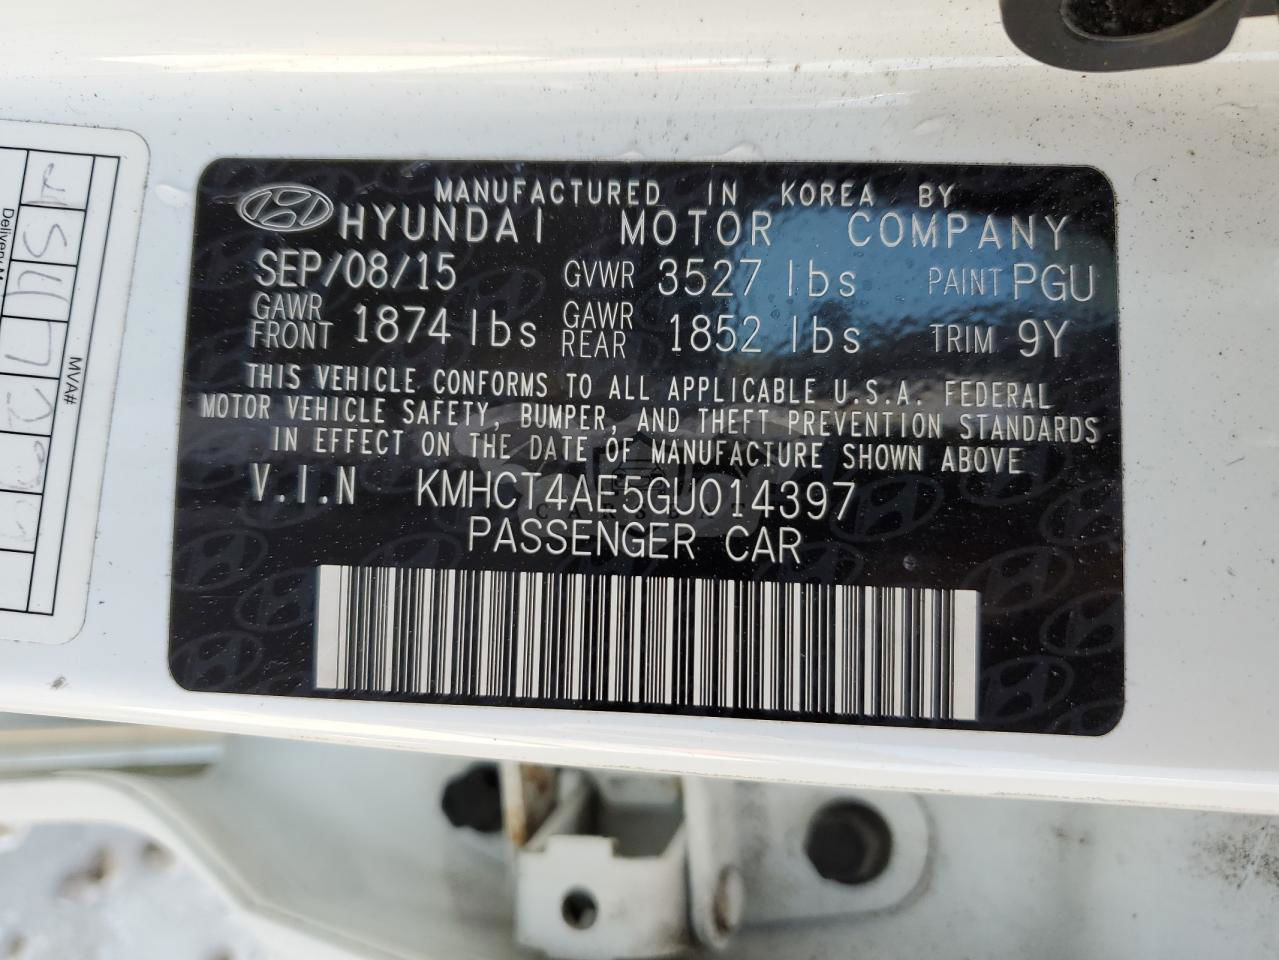 MANUFACTURED IN KOREA BY
HYUNDAI MOTOR COMPANY
SEP/08/15 GVWR 3527 lbs PAINT PGU
GAWR FRONT 1874 lbs GAWR REAR 1852 lbs TRIM 9Y
THIS VEHICLE CONFORMS TO ALL APPLICABLE U.S.A. FEDERAL
MOTOR VEHICLE SAFETY, BUMPER, AND THEFT PREVENTION STANDARDS
IN EFFECT ON THE DATE OF MANUFACTURE SHOWN ABOVE
V.I.N KMHCT4AE5GU014397
PASSENGER CAR
MVA#